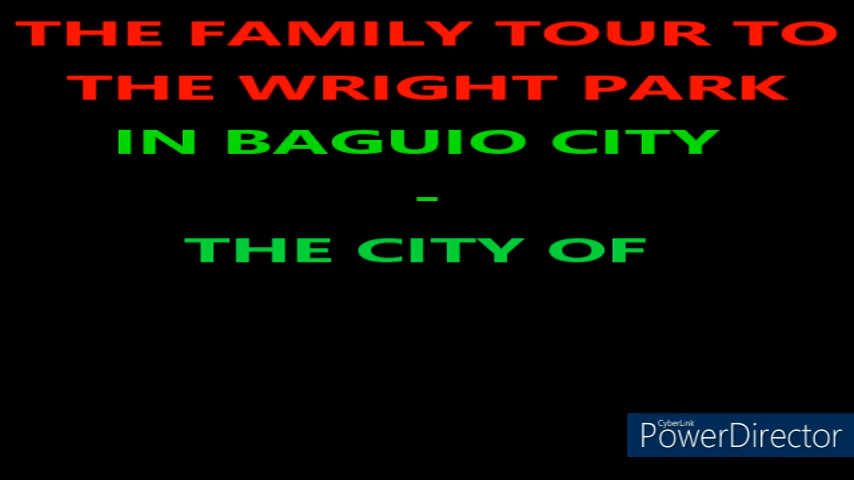 THE FAMILY TOUR TO
THE WRIGHT PARK
IN BAGUIO CITY
–
THE CITY OF
CyberLink
PowerDirector